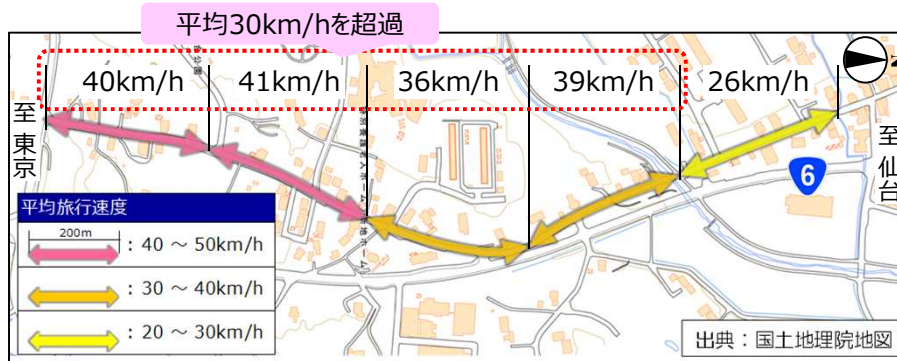 平均30km/hを超過
40km/h
41km/h
36km/h
39km/h
26km/h
至東京
至仙台
6
平均旅行速度
200m
: 40 ～ 50km/h
: 30 ～ 40km/h
: 20 ～ 30km/h
出典：国土地理院地図